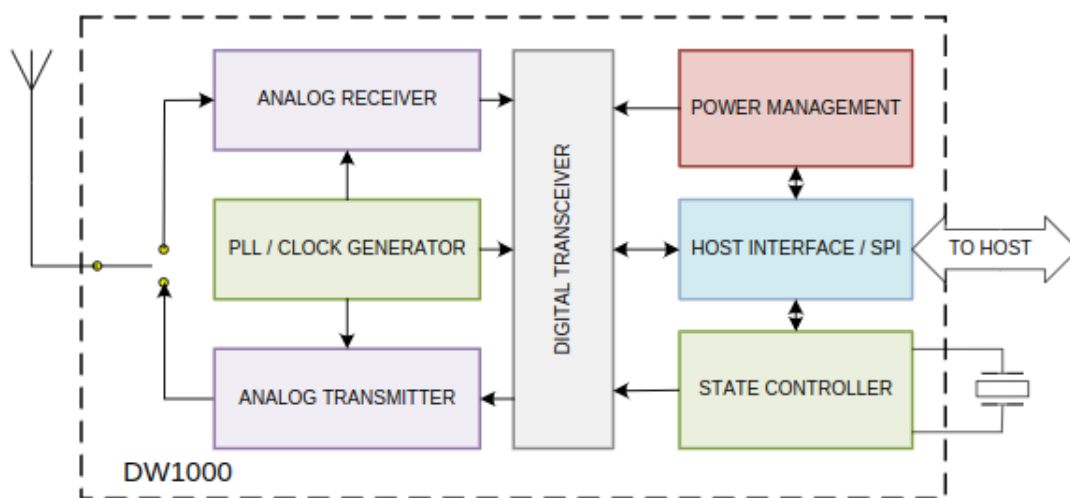 ANALOG RECEIVER
POWER MANAGEMENT
DIGITAL TRANSCEIVER
PLL / CLOCK GENERATOR
HOST INTERFACE / SPI
TO HOST
ANALOG TRANSMITTER
STATE CONTROLLER
DW1000